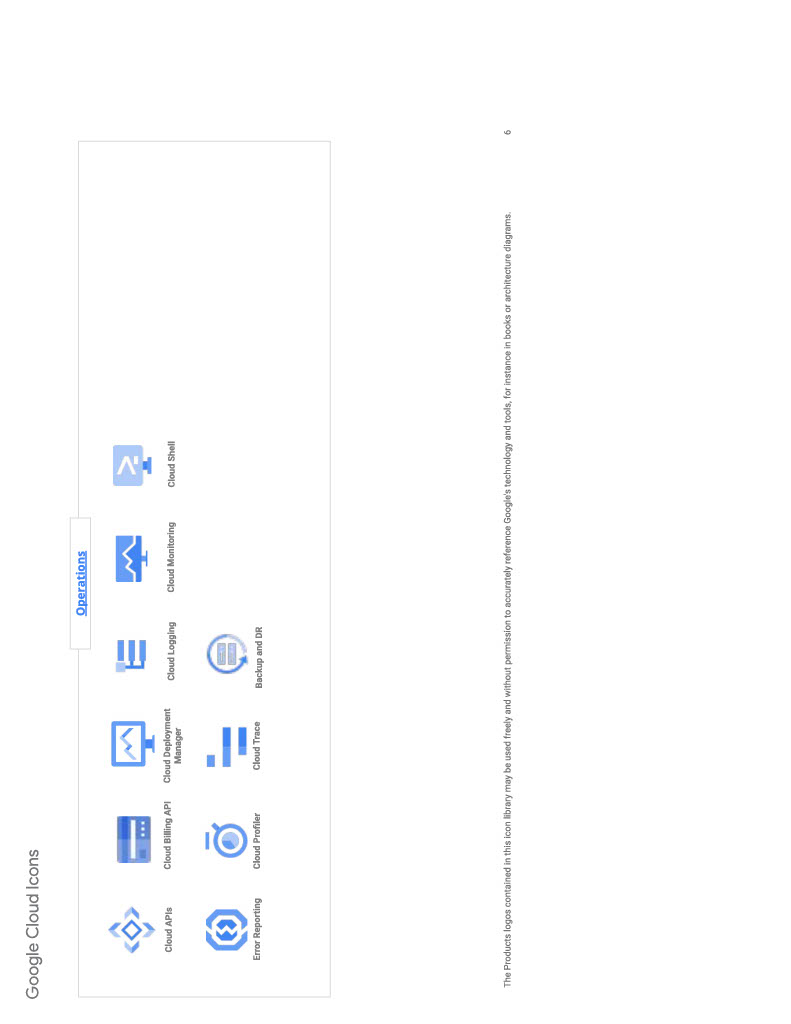 Google Cloud Icons
Operations
Cloud APIs
Cloud Billing API
Cloud Deployment
Manager
Cloud Logging
Cloud Monitoring
Cloud Shell
Error Reporting
Cloud Profiler
Cloud Trace
Backup and DR
The Products logos contained in this icon library may be used freely and without permission to accurately reference Google's technology and tools, for instance in books or architecture diagrams.
6